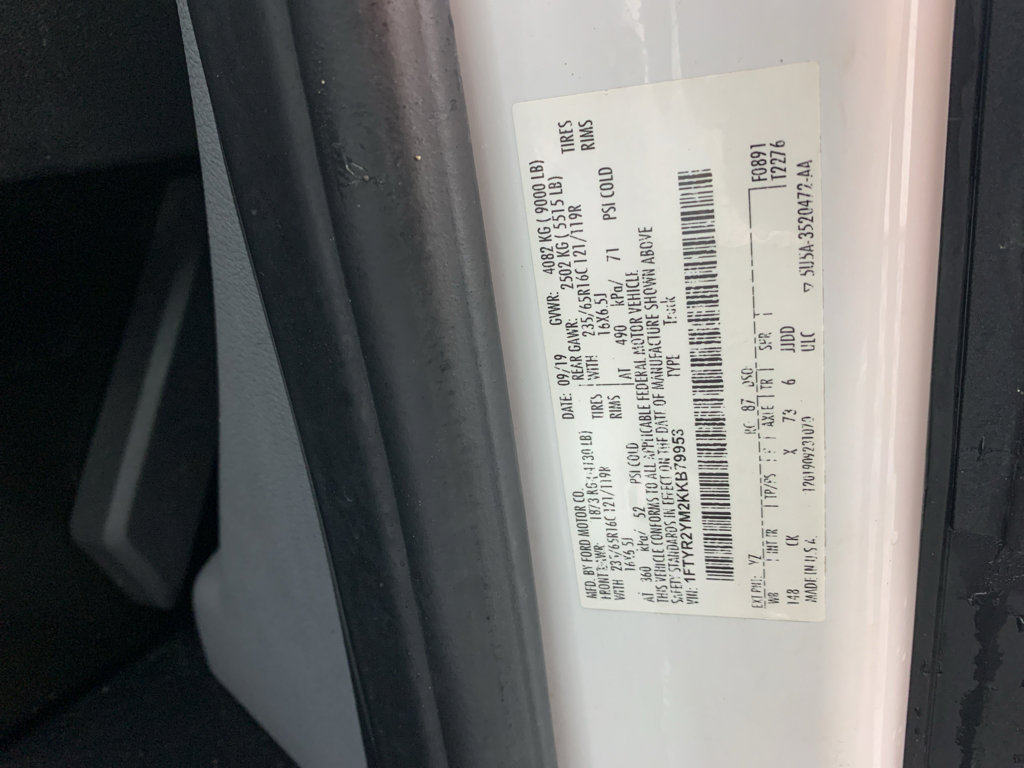 MFD. BY FORD MOTOR CO. DATE: 09/19 GVWR: 4082 KG ( 9000 LB)
FRONT GAWR: 1873 KG (4130 LB) REAR GAWR: 2502 KG ( 5515 LB)
WITH 235/65R16C 121/119R TIRES WITH 235/65R16C 121/119R TIRES
16X6.5J RIMS 16X6.5J RIMS
AT 360 kPa/ 52 PSI COLD AT 490 kPa/ 71 PSI COLD
THIS VEHICLE CONFORMS TO ALL APPLICABLE FEDERAL MOTOR VEHICLE
SAFETY STANDARDS IN EFFECT ON THE DATE OF MANUFACTURE SHOWN ABOVE
VIN: 1FTYR2YM2KKB79953 TYPE Truck
EXT PNT: YZ RC: 87 DSO: F0891
WB INT TR TP/PS AXLE TR SPR T2276
148 CK X 73 6 JJDD
MADE IN U.S.A. ULC ▽ 5U5A-3520472-AA